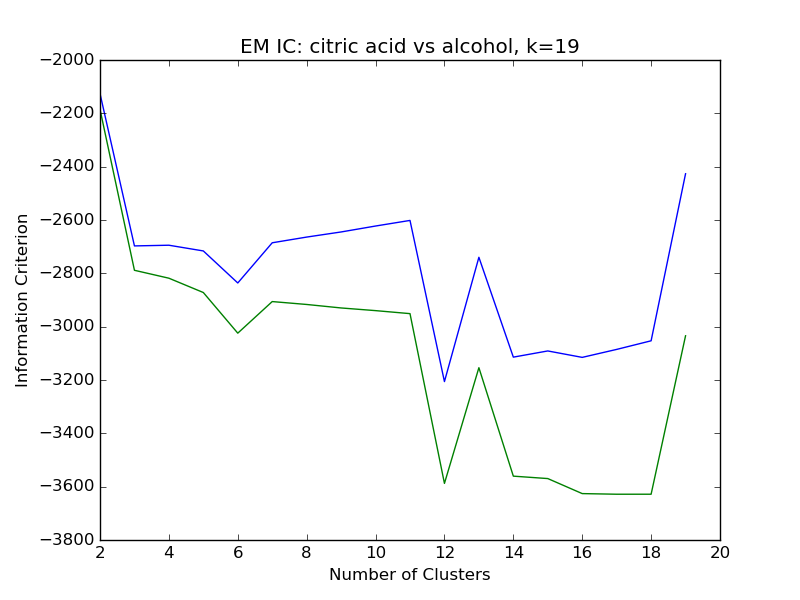 EM IC: citric acid vs alcohol, k=19
−2000
−2200
−2400
−2600
−2800
−3000
−3200
−3400
−3600
−3800
Information Criterion
2 4 6 8 10 12 14 16 18 20
Number of Clusters